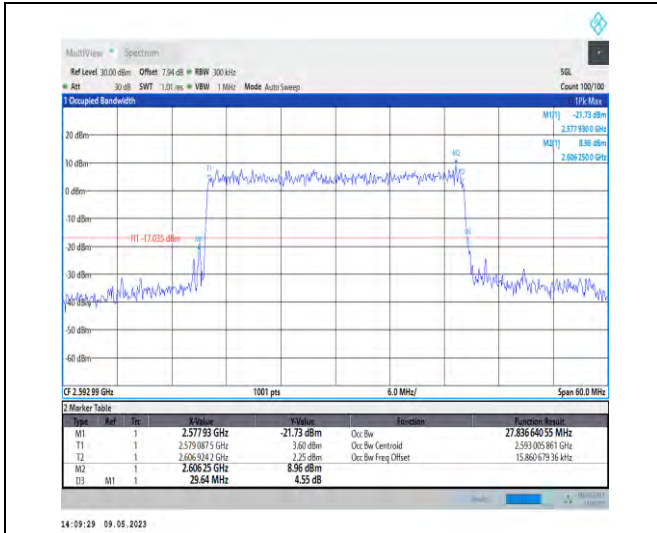 MultiView Spectrum
Ref Level 30.00 dBm Offset 7.94 dB RBW 300 kHz SGL
Att 30 dB SWT 1.01 ms VBW 1 MHz Mode Auto Sweep Count 100/100
1 Occupied Bandwidth 1Pk Max
M1[1] -21.73 dBm
2.577930 0 GHz
M2[1] 8.96 dBm
2.606 250 0 GHz
20 dBm
10 dBm
0 dBm
-10 dBm
H1 -17.035 dBm
-20 dBm
-30 dBm
-40 dBm
-50 dBm
-60 dBm
T1
M2
CF 2.592 99 GHz 1001 pts 6.0 MHz/ Span 60.0 MHz
2 Marker Table
Type Ref Trc X-Value Y-Value Function Function Result
M1 1 2.577 93 GHz -21.73 dBm Occ Bw 27.836 640 55 MHz
T1 1 2.579 087 5 GHz 3.60 dBm Occ Bw Centroid 2.593 005 861 GHz
T2 1 2.606 924 2 GHz 2.25 dBm Occ Bw Freq Offset 15.860 679 36 kHz
M2 1 2.606 25 GHz 8.96 dBm
D3 M1 1 29.64 MHz 4.55 dB
14:09:29 09.05.2023